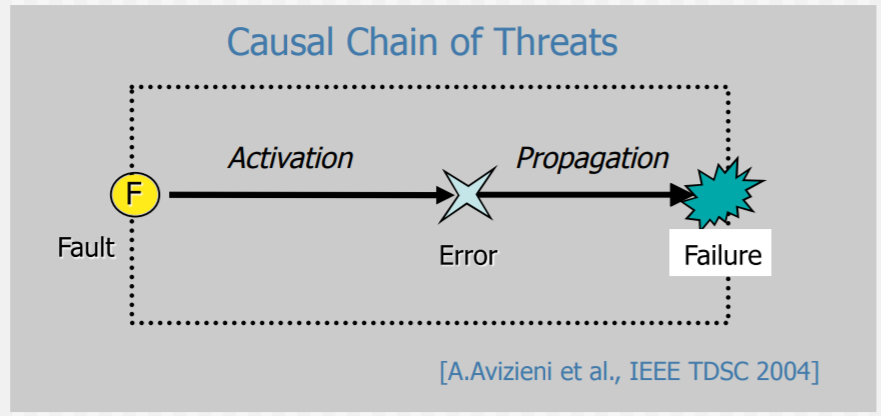 Causal Chain of Threats
Activation
Propagation
F
Fault
Error
Failure
[A.Avizieni et al., IEEE TDSC 2004]